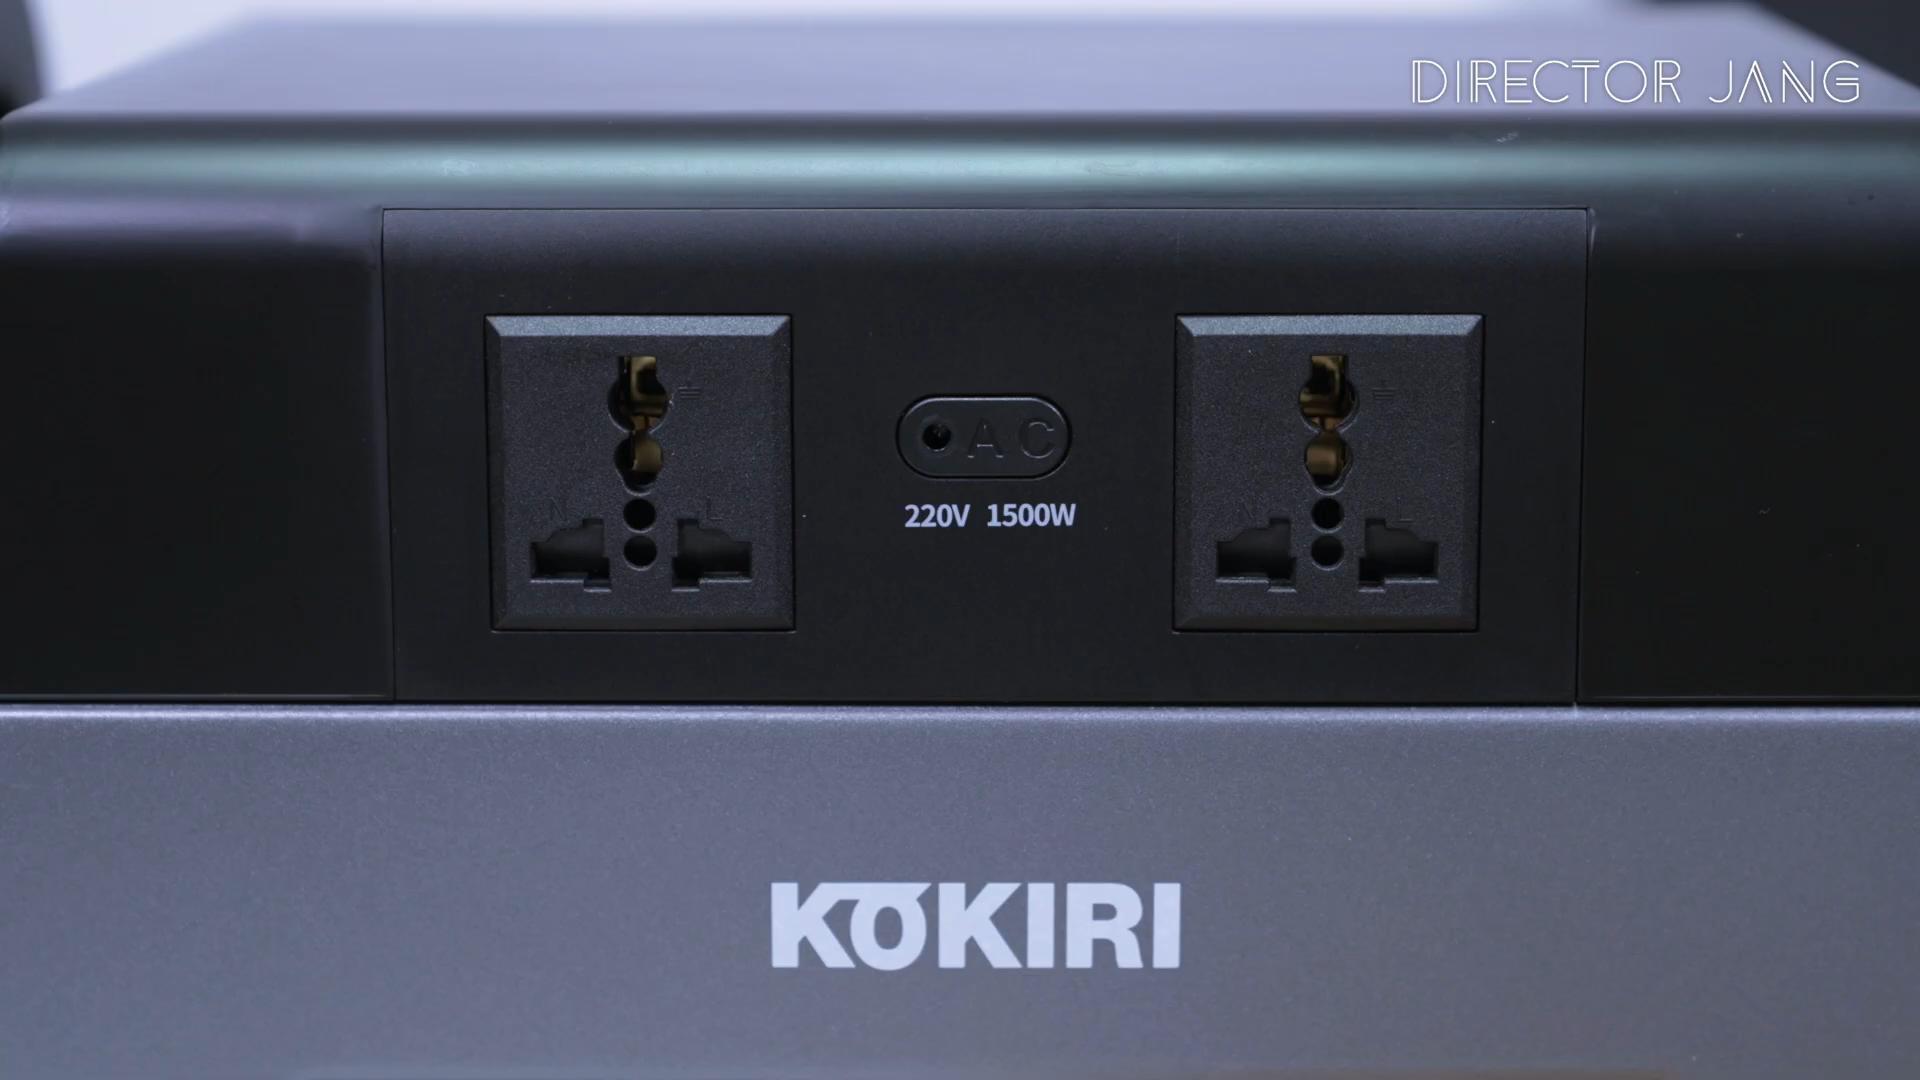 DIRECTOR JANG
AC
220V 1500W
N L
N L
KOKIRI